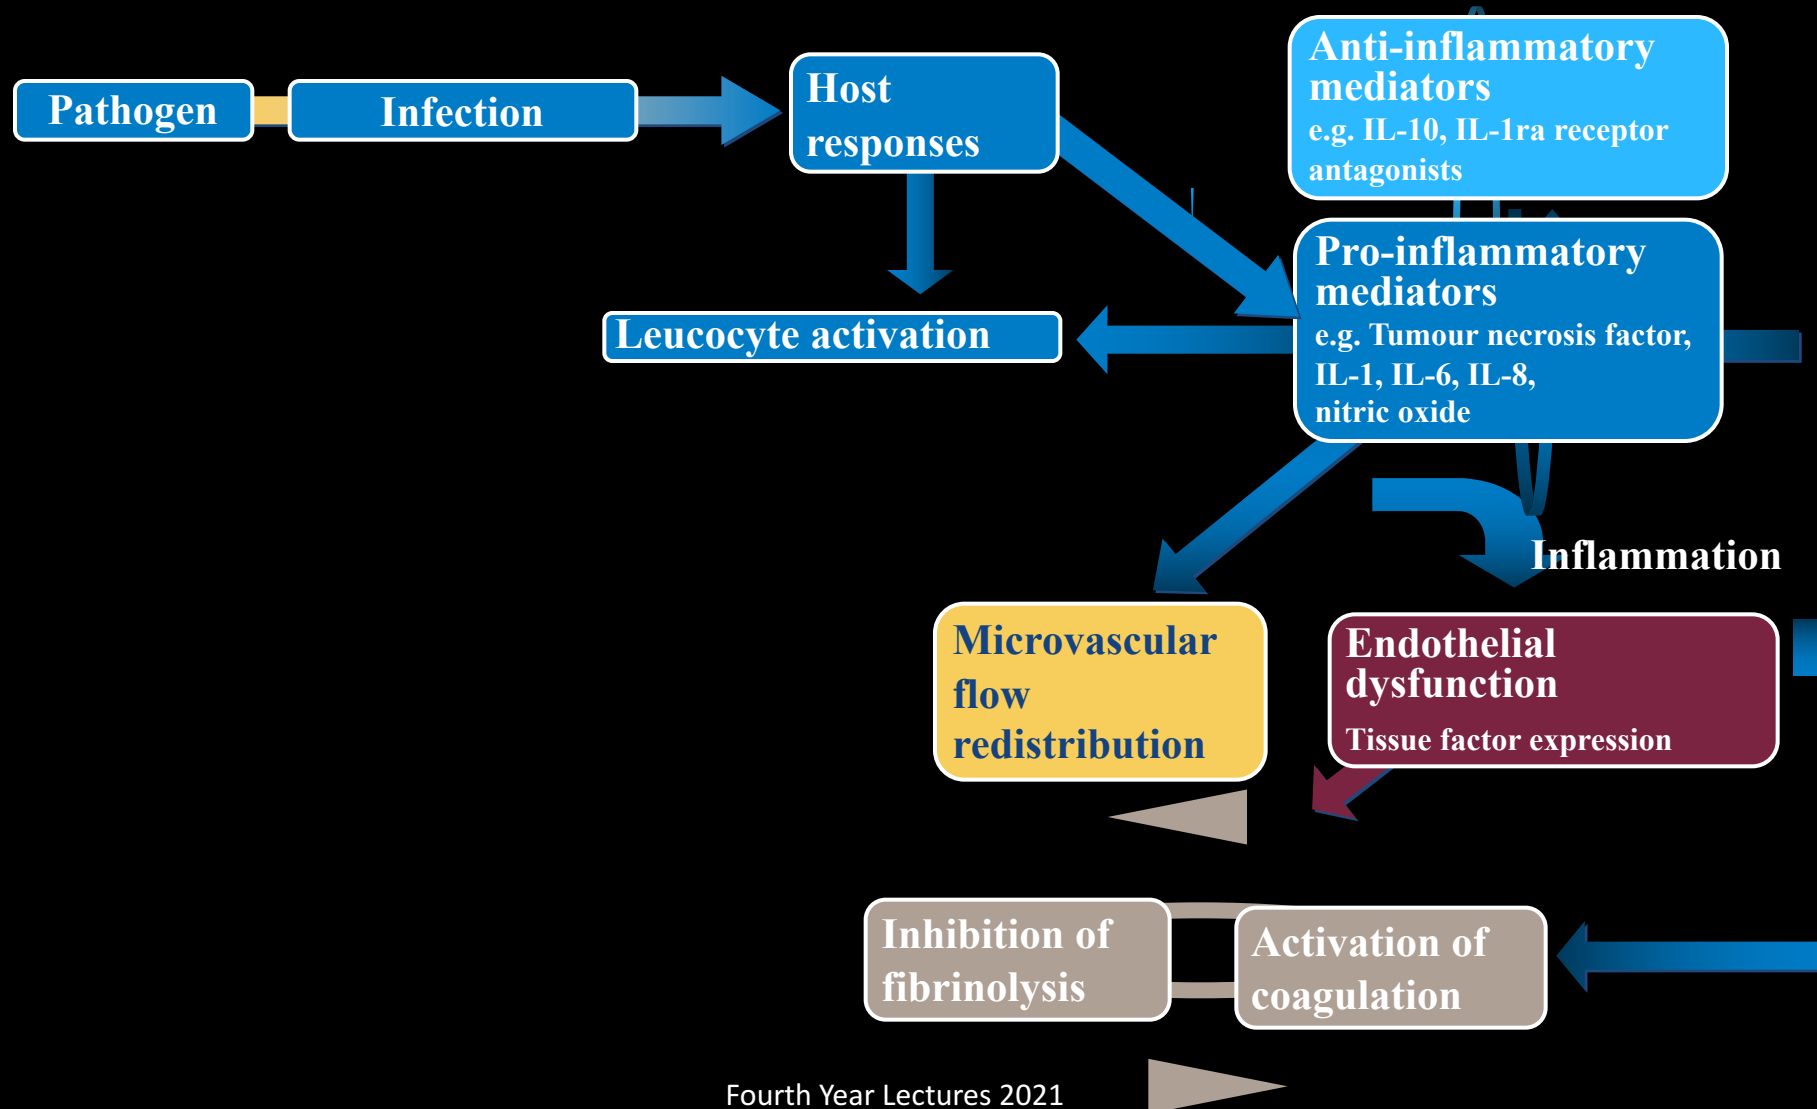 Pathogen
Infection
Host
responses
Anti-inflammatory
mediators
e.g. IL-10, IL-1ra receptor
antagonists
Pro-inflammatory
mediators
e.g. Tumour necrosis factor,
IL-1, IL-6, IL-8,
nitric oxide
Leucocyte activation
Inflammation
Microvascular
flow
redistribution
Endothelial
dysfunction
Tissue factor expression
Inhibition of
fibrinolysis
Activation of
coagulation
Fourth Year Lectures 2021